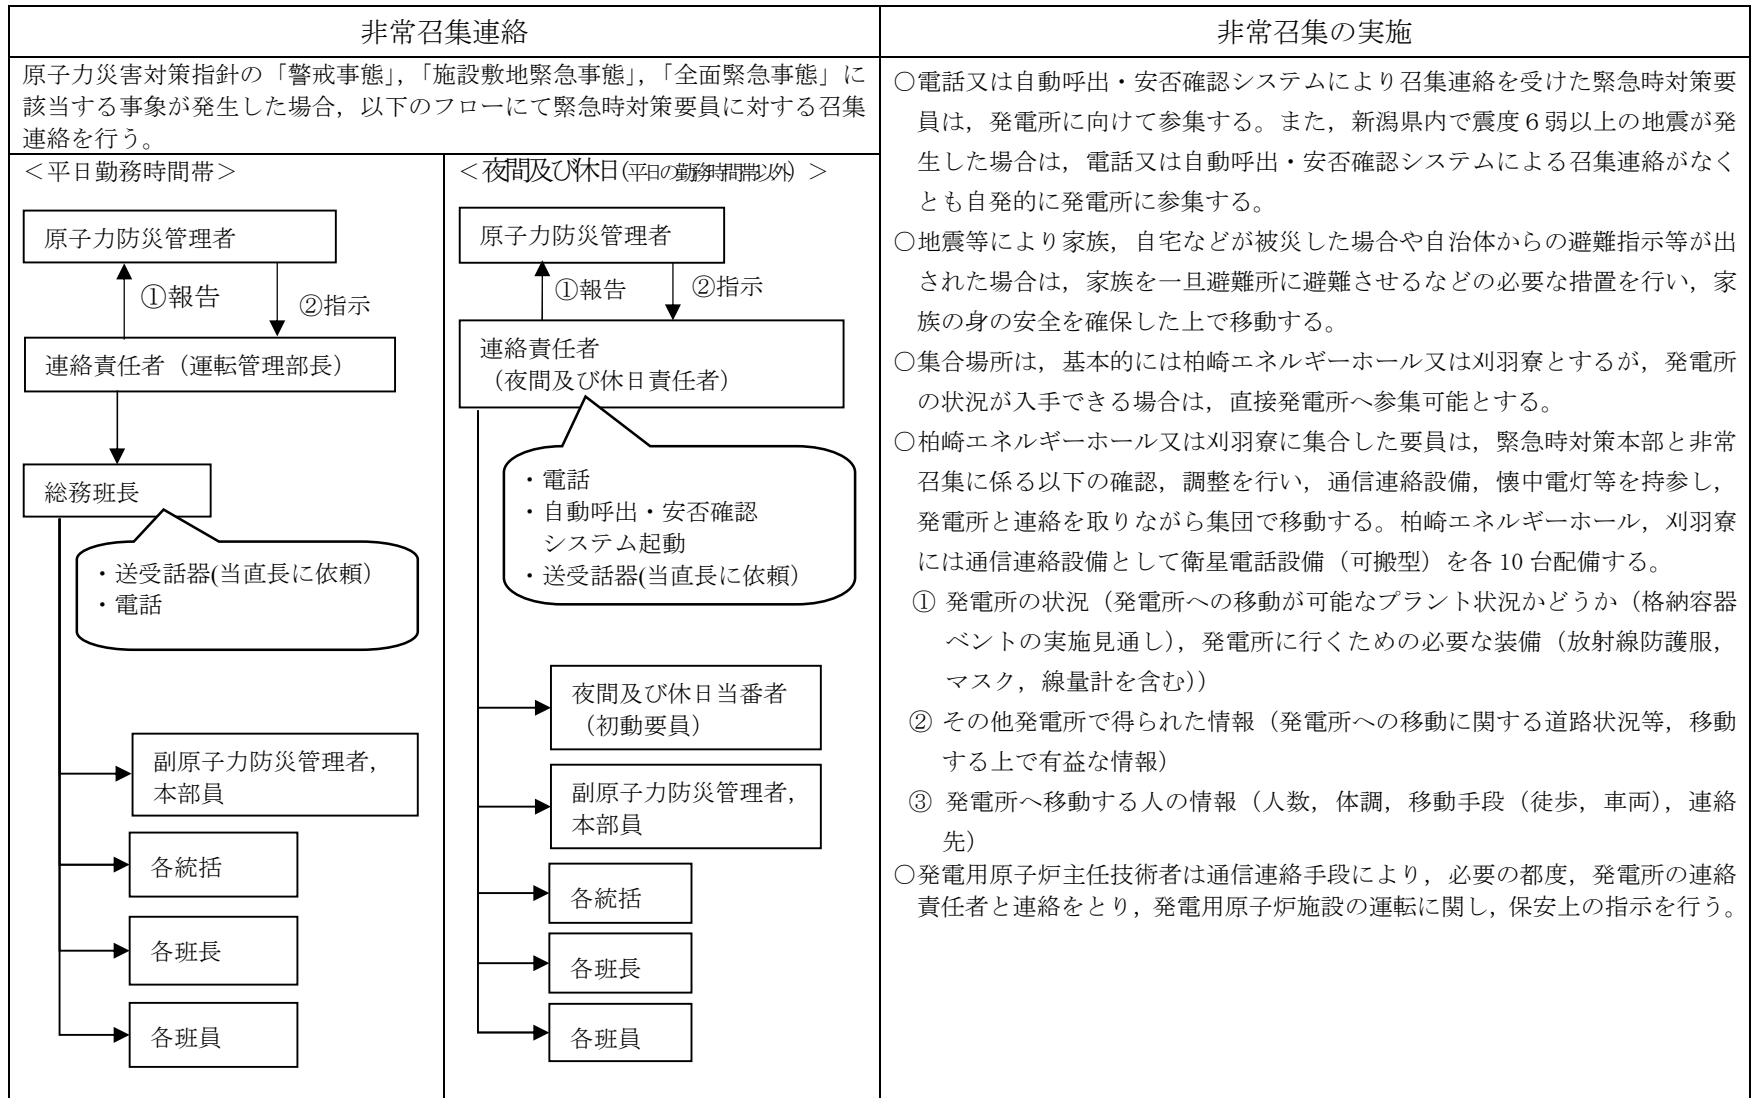 非常召集連絡
原子力災害対策指針の「警戒事態」，「施設敷地緊急事態」，「全面緊急事態」に
該当する事象が発生した場合，以下のフローにて緊急時対策要員に対する召集
連絡を行う。
＜平日勤務時間帯＞
原子力防災管理者
①報告
②指示
連絡責任者（運転管理部長）
総務班長
・送受話器(当直長に依頼)
・電話
副原子力防災管理者，
本部員
各統括
各班長
各班員
＜夜間及び休日(平日の勤務時間帯以外) ＞
原子力防災管理者
①報告
②指示
連絡責任者
（夜間及び休日責任者）
・電話
・自動呼出・安否確認
システム起動
・送受話器(当直長に依頼)
夜間及び休日当番者
（初動要員）
副原子力防災管理者，
本部員
各統括
各班長
各班員
非常召集の実施
○電話又は自動呼出・安否確認システムにより召集連絡を受けた緊急時対策要
員は，発電所に向けて参集する。また，新潟県内で震度６弱以上の地震が発
生した場合は，電話又は自動呼出・安否確認システムによる召集連絡がなく
とも自発的に発電所に参集する。
○地震等により家族，自宅などが被災した場合や自治体からの避難指示等が出
された場合は，家族を一旦避難所に避難させるなどの必要な措置を行い，家
族の身の安全を確保した上で移動する。
○集合場所は，基本的には柏崎エネルギーホール又は刈羽寮とするが，発電所
の状況が入手できる場合は，直接発電所へ参集可能とする。
○柏崎エネルギーホール又は刈羽寮に集合した要員は，緊急時対策本部と非常
召集に係る以下の確認，調整を行い，通信連絡設備，懐中電灯等を持参し，
発電所と連絡を取りながら集団で移動する。柏崎エネルギーホール，刈羽寮
には通信連絡設備として衛星電話設備（可搬型）を各 10 台配備する。
① 発電所の状況（発電所への移動が可能なプラント状況かどうか（格納容器
ベントの実施見通し），発電所に行くための必要な装備（放射線防護服，
マスク，線量計を含む））
② その他発電所で得られた情報（発電所への移動に関する道路状況等，移動
する上で有益な情報）
③ 発電所へ移動する人の情報（人数，体調，移動手段（徒歩，車両），連絡
先）
○発電用原子炉主任技術者は通信連絡手段により，必要の都度，発電所の連絡
責任者と連絡をとり，発電用原子炉施設の運転に関し，保安上の指示を行う。